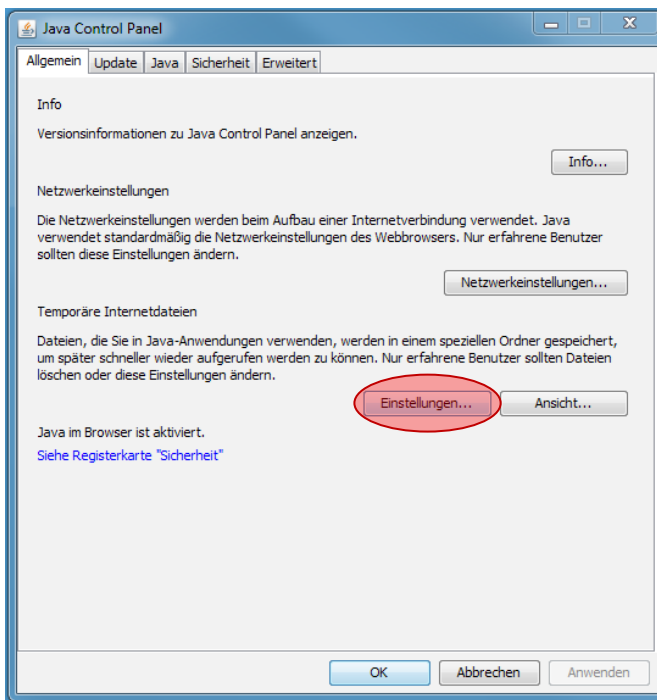 Java Control Panel
Allgemein Update Java Sicherheit Erweitert
Info
Versionsinformationen zu Java Control Panel anzeigen.
Info...
Netzwerkeinstellungen
Die Netzwerkeinstellungen werden beim Aufbau einer Internetverbindung verwendet. Java
verwendet standardmäßig die Netzwerkeinstellungen des Webbrowsers. Nur erfahrene Benutzer
sollten diese Einstellungen ändern.
Netzwerkeinstellungen...
Temporäre Internetdateien
Dateien, die Sie in Java-Anwendungen verwenden, werden in einem speziellen Ordner gespeichert,
um später schneller wieder aufgerufen werden zu können. Nur erfahrene Benutzer sollten Dateien
löschen oder diese Einstellungen ändern.
Einstellungen... Ansicht...
Java im Browser ist aktiviert.
Siehe Registerkarte "Sicherheit"
OK Abbrechen Anwenden